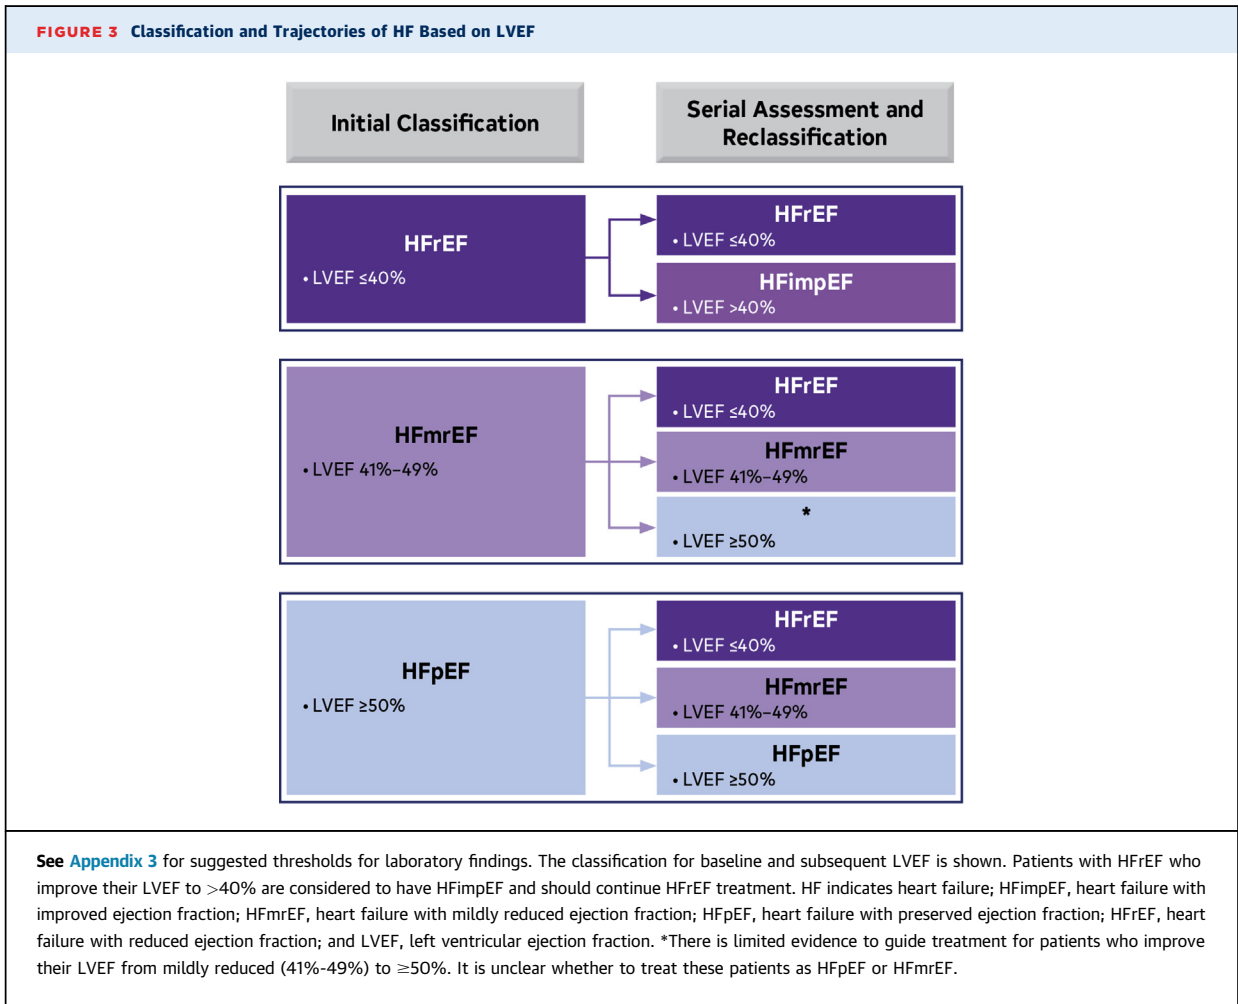 FIGURE 3 Classification and Trajectories of HF Based on LVEF
Initial Classification
Serial Assessment and
Reclassification
HFrEF
• LVEF ≤40%
HFrEF
• LVEF ≤40%
HFimpEF
• LVEF >40%
HFmrEF
• LVEF 41%–49%
HFrEF
• LVEF ≤40%
HFmrEF
• LVEF 41%–49%
*
• LVEF ≥50%
HFpEF
• LVEF ≥50%
HFrEF
• LVEF ≤40%
HFmrEF
• LVEF 41%–49%
HFpEF
• LVEF ≥50%
See Appendix 3 for suggested thresholds for laboratory findings. The classification for baseline and subsequent LVEF is shown. Patients with HFrEF who
improve their LVEF to >40% are considered to have HFimpEF and should continue HFrEF treatment. HF indicates heart failure; HFimpEF, heart failure with
improved ejection fraction; HFmrEF, heart failure with mildly reduced ejection fraction; HFpEF, heart failure with preserved ejection fraction; HFrEF, heart
failure with reduced ejection fraction; and LVEF, left ventricular ejection fraction. *There is limited evidence to guide treatment for patients who improve
their LVEF from mildly reduced (41%-49%) to ≥50%. It is unclear whether to treat these patients as HFpEF or HFmrEF.